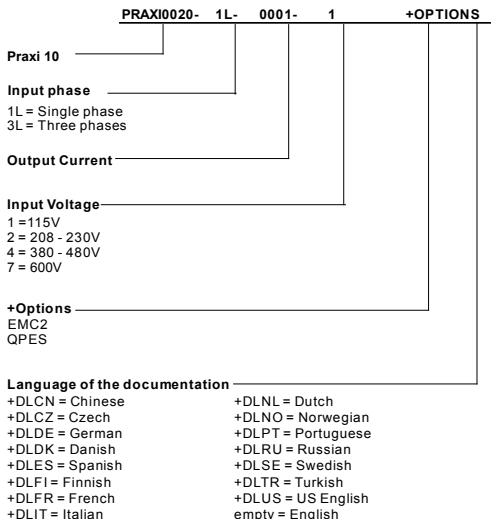 PRAXI0020- 1L- 0001- 1 +OPTIONS
Praxi 10
Input phase
1L = Single phase
3L = Three phases
Output Current
Input Voltage
1 =115V
2 = 208 - 230V
4 = 380 - 480V
7 = 600V
+Options
EMC2
QPES
Language of the documentation
+DLCN = Chinese +DLNL = Dutch
+DLCZ = Czech +DLNO = Norwegian
+DLDE = German +DLPT = Portuguese
+DLDK = Danish +DLRU = Russian
+DLES = Spanish +DLSE = Swedish
+DLFI = Finnish +DLTR = Turkish
+DLFR = French +DLUS = US English
+DLIT = Italian empty = English